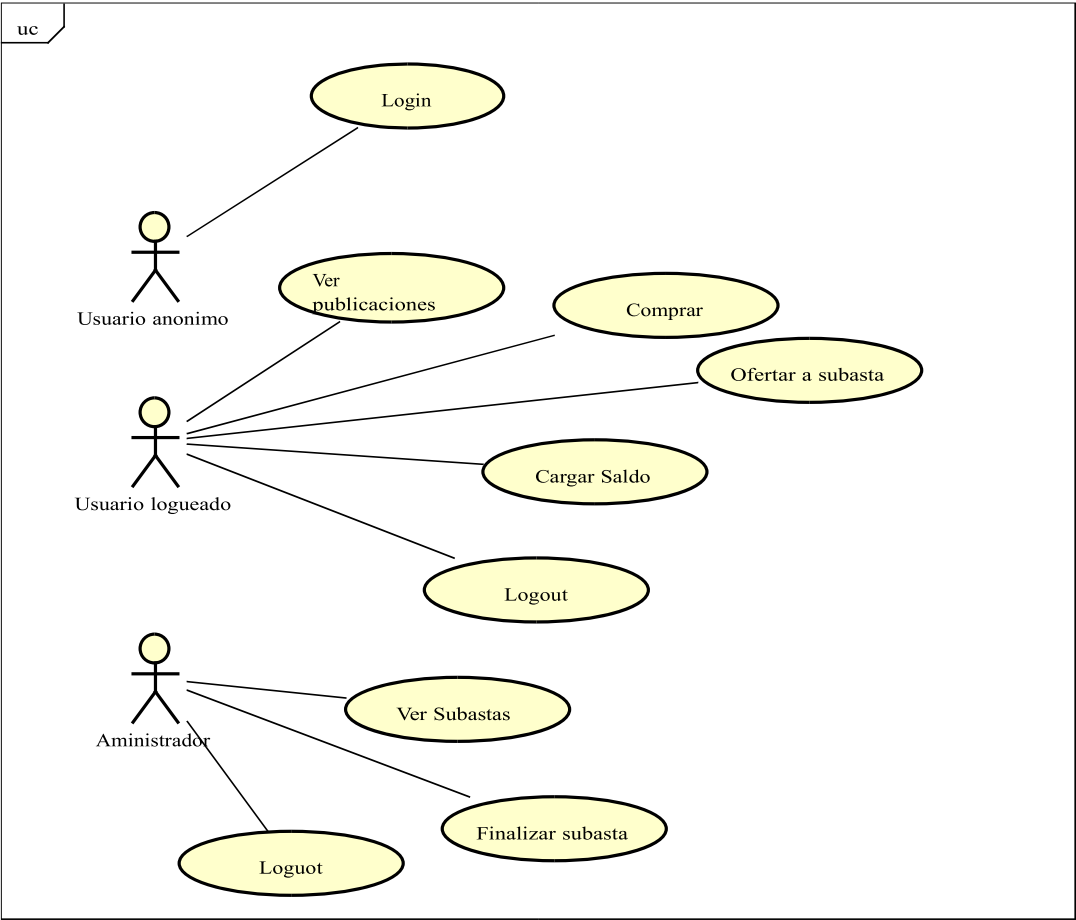 uc
Login
Usuario anonimo
Ver
publicaciones
Comprar
Ofertar a subasta
Cargar Saldo
Usuario logueado
Logout
Ver Subastas
Aministrador
Finalizar subasta
Loguot